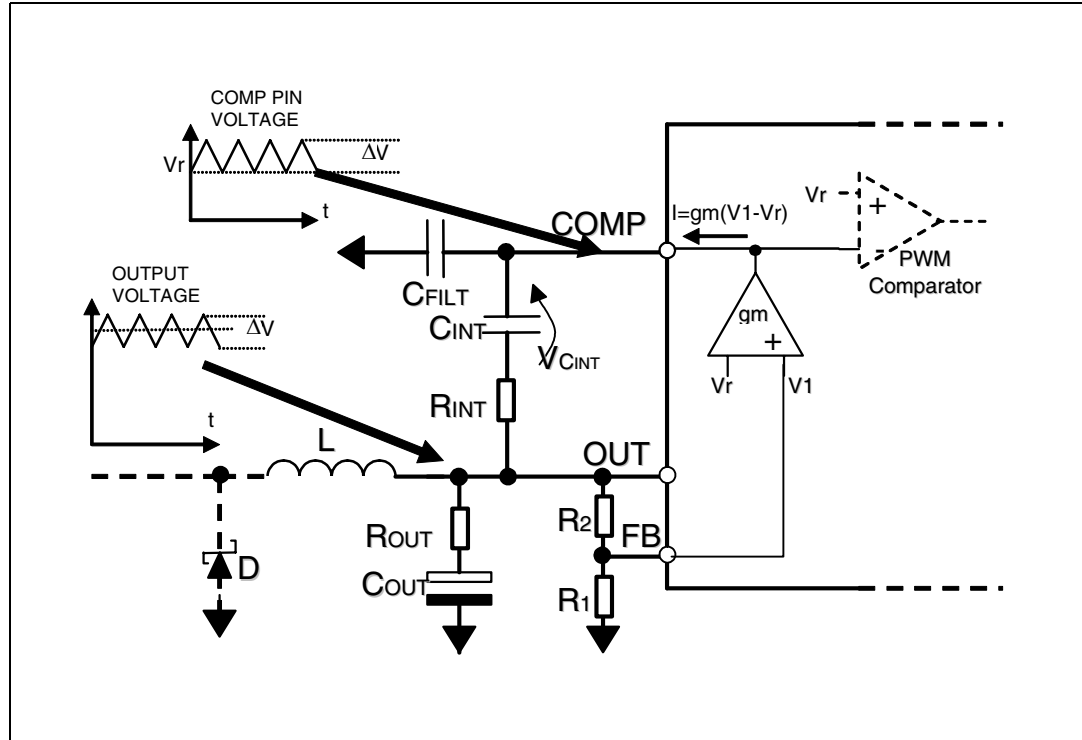 COMP PIN
VOLTAGE
ΔV
Vr
t
COMP
I=gm(V1-Vr)
Vr
+
-
PWM
Comparator
OUTPUT
VOLTAGE
ΔV
CFILT
CINT
VCINT
gm
+
Vr
V1
RINT
t
L
OUT
R2
FB
ROUT
D
COUT
R1